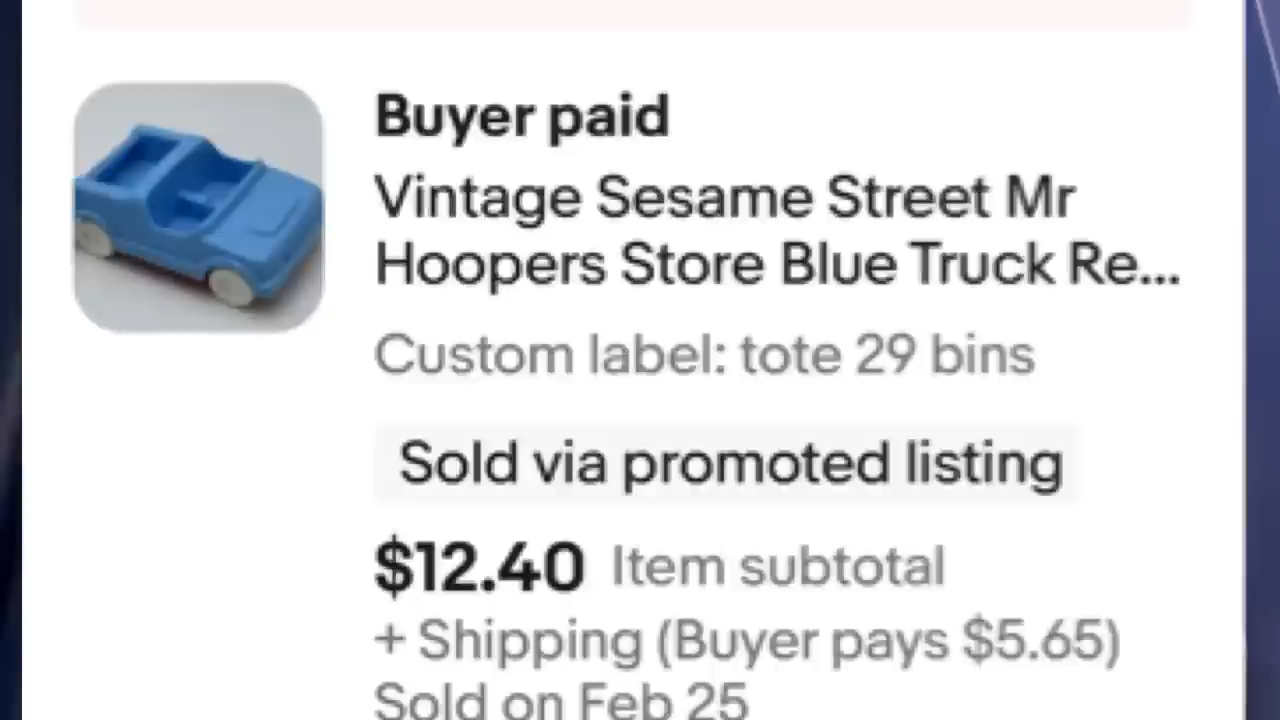 Buyer paid
Vintage Sesame Street Mr
Hoopers Store Blue Truck Re...
Custom label: tote 29 bins
Sold via promoted listing
$12.40 Item subtotal
+ Shipping (Buyer pays $5.65)
Sold on Feb 25